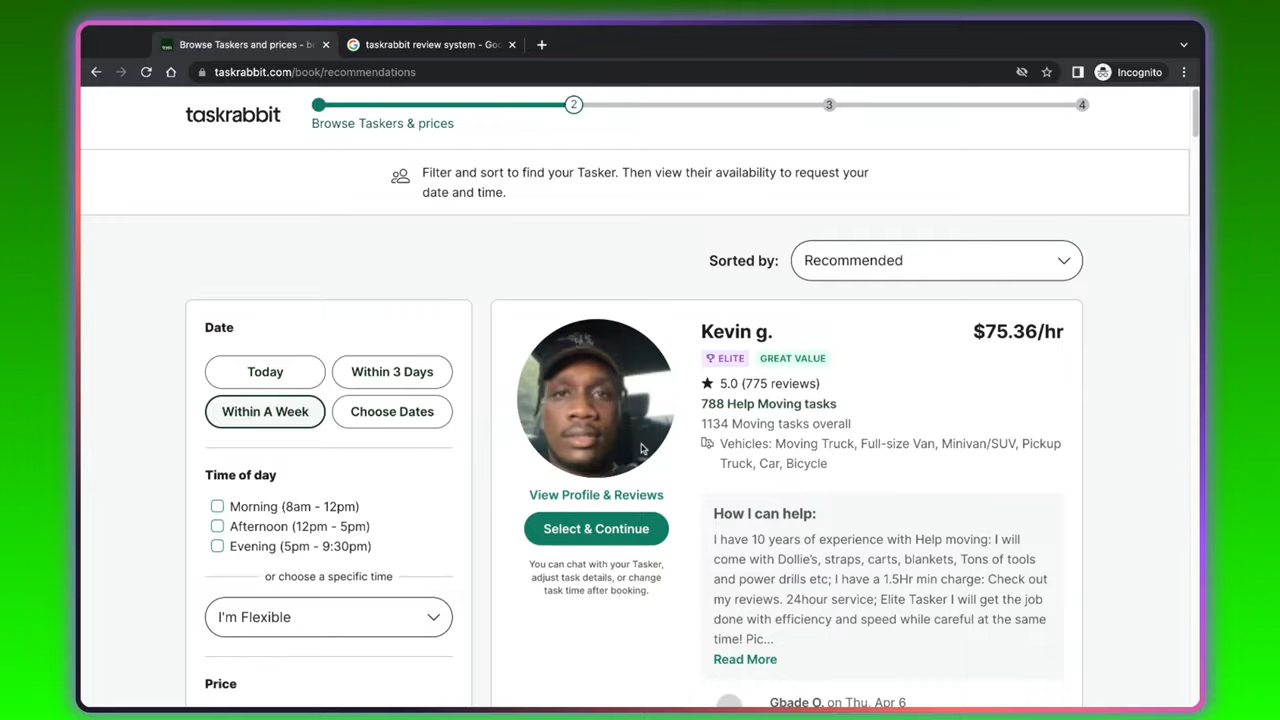 Browse Taskers and prices - b
taskrabbit review system - Goo
taskrabbit.com/book/recommendations
Incognito
taskrabbit
2
3
4
Browse Taskers & prices
Filter and sort to find your Tasker. Then view their availability to request your
date and time.
Sorted by:
Recommended
Date
Today
Within 3 Days
Within A Week
Choose Dates
Time of day
Morning (8am - 12pm)
Afternoon (12pm - 5pm)
Evening (5pm - 9:30pm)
or choose a specific time
I'm Flexible
Price
View Profile & Reviews
Select & Continue
You can chat with your Tasker,
adjust task details, or change
task time after booking.
Kevin g.
$75.36/hr
ELITE
GREAT VALUE
5.0 (775 reviews)
788 Help Moving tasks
1134 Moving tasks overall
Vehicles: Moving Truck, Full-size Van, Minivan/SUV, Pickup
Truck, Car, Bicycle
How I can help:
I have 10 years of experience with Help moving: I will
come with Dollie's, straps, carts, blankets, Tons of tools
and power drills etc; I have a 1.5Hr min charge: Check out
my reviews. 24hour service; Elite Tasker I will get the job
done with efficiency and speed while careful at the same
time! Pic...
Read More
Gbade O. on Thu, Apr 6